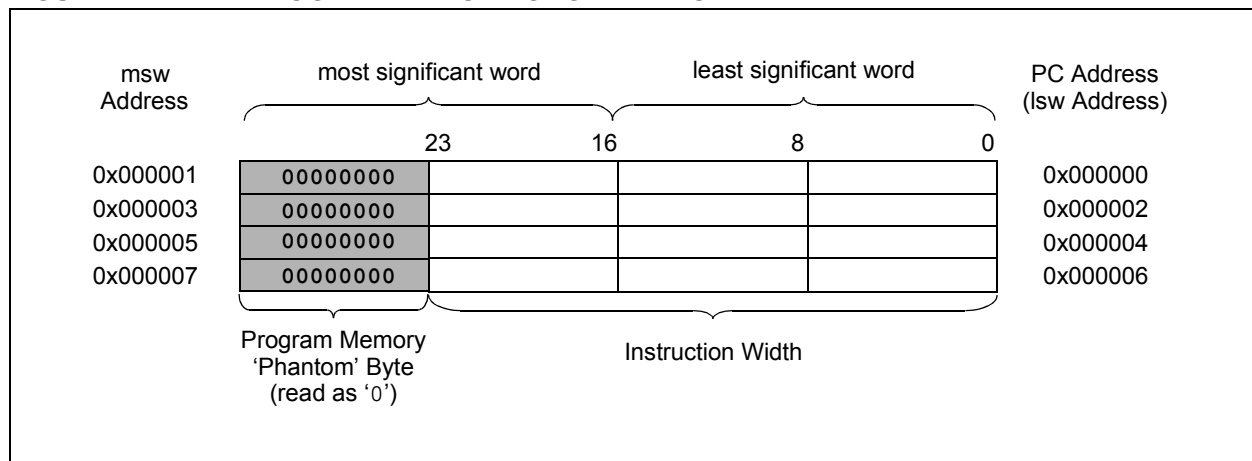 msw
Address
most significant word
least significant word
PC Address
(lsw Address)
23 16 8 0
0x000001 00000000 0x000000
0x000003 00000000 0x000002
0x000005 00000000 0x000004
0x000007 00000000 0x000006
Program Memory
‘Phantom’ Byte
(read as ‘0’)
Instruction Width